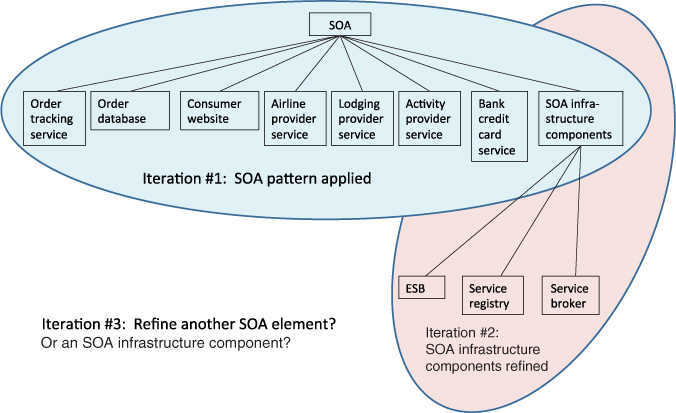 SOA
Order
tracking
service
Order
database
Consumer
website
Airline
provider
service
Lodging
provider
service
Activity
provider
service
Bank
credit
card
service
SOA infra-
structure
components
Iteration #1:  SOA pattern applied
ESB
Service
registry
Service
broker
Iteration #3:  Refine another SOA element?
Or an SOA infrastructure component?
Iteration #2:
SOA infrastructure
components refined